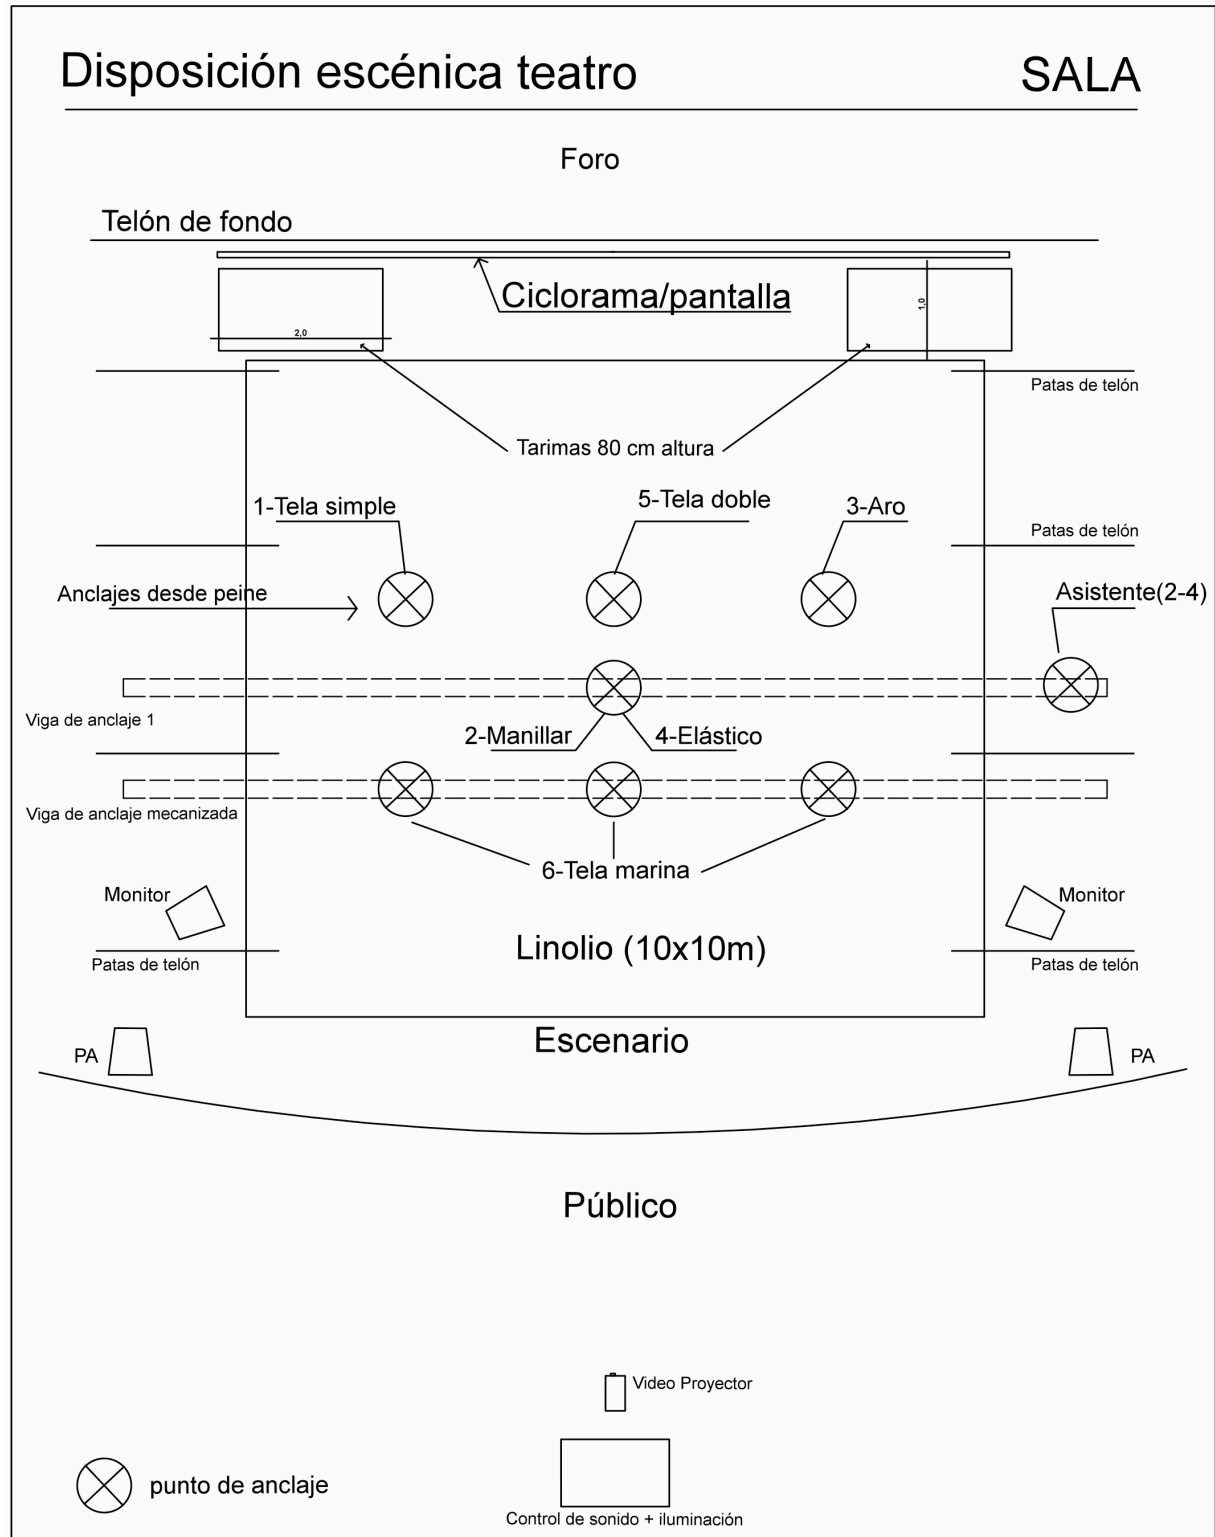 Disposición escénica teatro
SALA
Foro
Telón de fondo
Ciclorama/pantalla
2,0
1,0
Patas de telón
Tarimas 80 cm altura
1-Tela simple
5-Tela doble
3-Aro
Patas de telón
Anclajes desde peine
Asistente(2-4)
Viga de anclaje 1
2-Manillar
4-Elástico
Viga de anclaje mecanizada
6-Tela marina
Monitor
Monitor
Linolio (10x10m)
Patas de telón
Patas de telón
Escenario
PA
PA
Público
Video Proyector
punto de anclaje
Control de sonido + iluminación